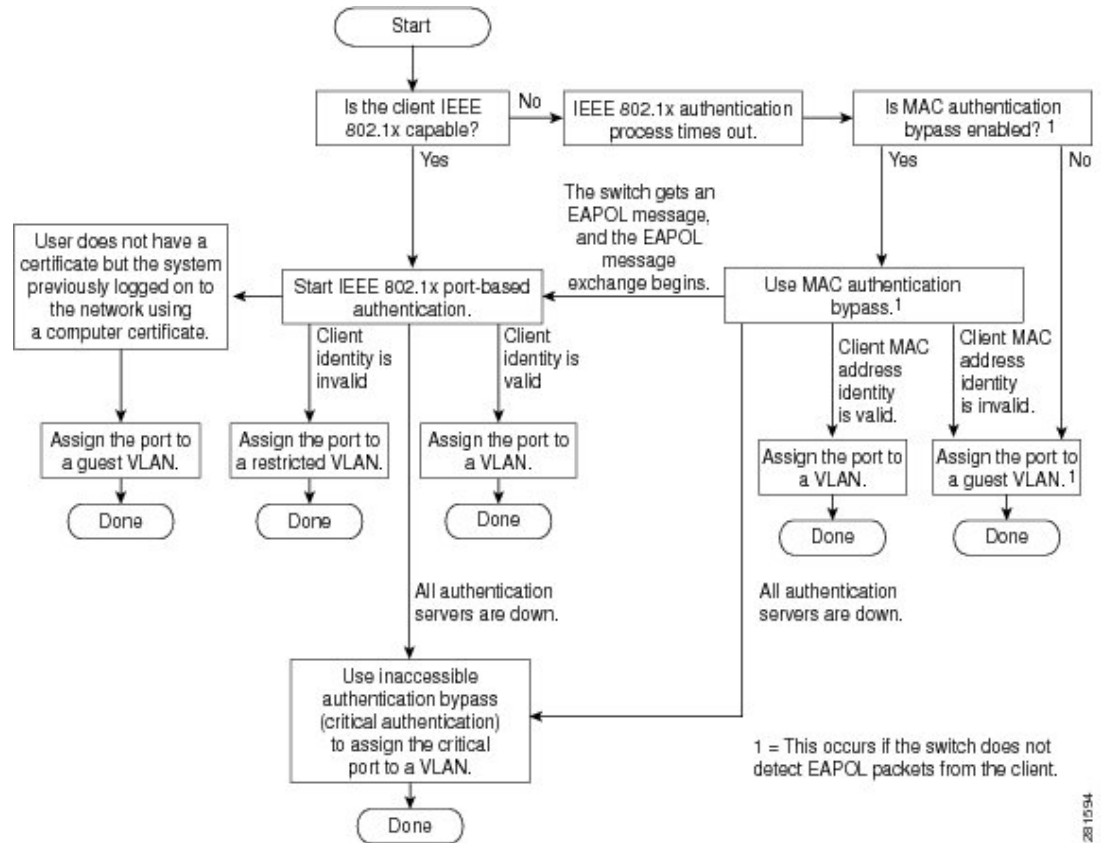 Start
Is the client IEEE
802.1x capable?
No
IEEE 802.1x authentication
process times out.
Is MAC authentication
bypass enabled? 1
Yes
Yes
No
The switch gets an
EAPOL message,
and the EAPOL
message
exchange begins.
User does not have a
certificate but the system
previously logged on to
the network using
a computer certificate.
Start IEEE 802.1x port-based
authentication.
Use MAC authentication
bypass.1
Client
identity is
invalid
Client
identity is
valid
Client MAC
address
identity
is valid.
Client MAC
address
identity
is invalid.
Assign the port to
a guest VLAN.
Assign the port to
a restricted VLAN.
Assign the port to
a VLAN.
Assign the port to
a VLAN.
Assign the port to
a guest VLAN.1
Done
Done
Done
Done
Done
All authentication
servers are down.
All authentication
servers are down.
Use inaccessible
authentication bypass
(critical authentication)
to assign the critical
port to a VLAN.
Done
1 = This occurs if the switch does not
detect EAPOL packets from the client.
281594